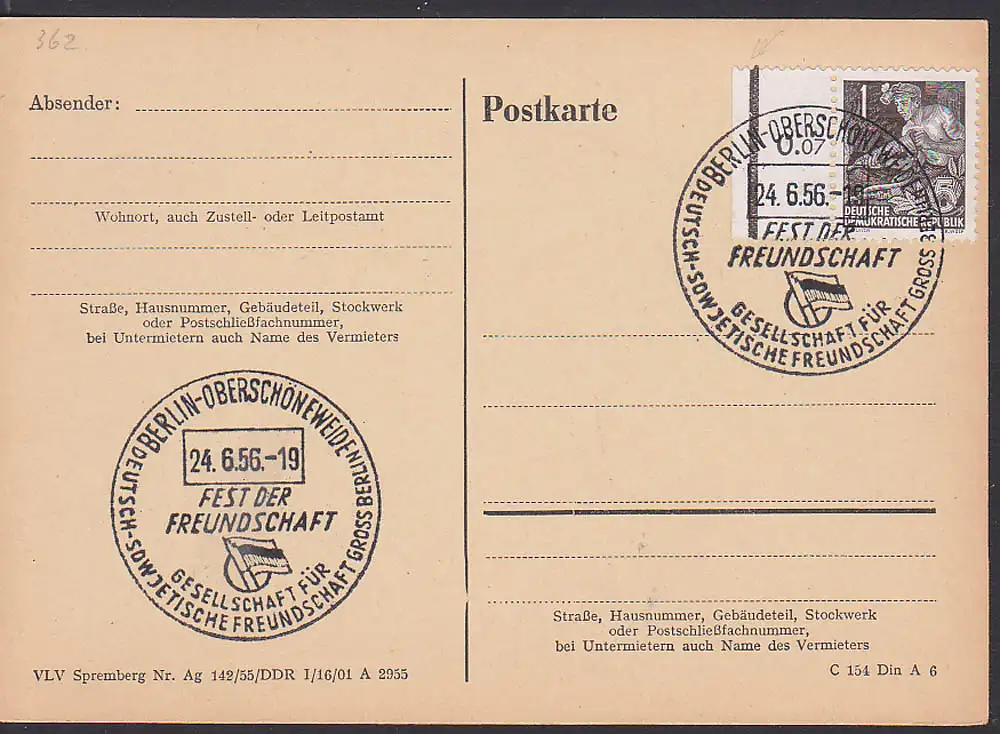 362
Absender:
Wohnort, auch Zustell- oder Leitpostamt
Straße, Hausnummer, Gebäudeteil, Stockwerk
oder Postschließfachnummer,
bei Untermietern auch Name des Vermieters
BERLIN-OBERSCHÖNEWEIDE
24.6.56.-19
FEST DER
FREUNDSCHAFT
GESELLSCHAFT FÜR
DEUTSCH-SOWJETISCHE FREUNDSCHAFT GROSS BERLIN
VLV Spremberg Nr. Ag 142/55/DDR I/16/01 A 2955
Postkarte
0.07
1
5
DEUTSCHE
DEMOKRATISCHE REPUBLIK
BERLIN-OBERSCHÖNEWEIDE
24.6.56.-19
FEST DER
FREUNDSCHAFT
GESELLSCHAFT FÜR
DEUTSCH-SOWJETISCHE FREUNDSCHAFT GROSS BERLIN
Straße, Hausnummer, Gebäudeteil, Stockwerk
oder Postschließfachnummer,
bei Untermietern auch Name des Vermieters
C 154 Din A 6